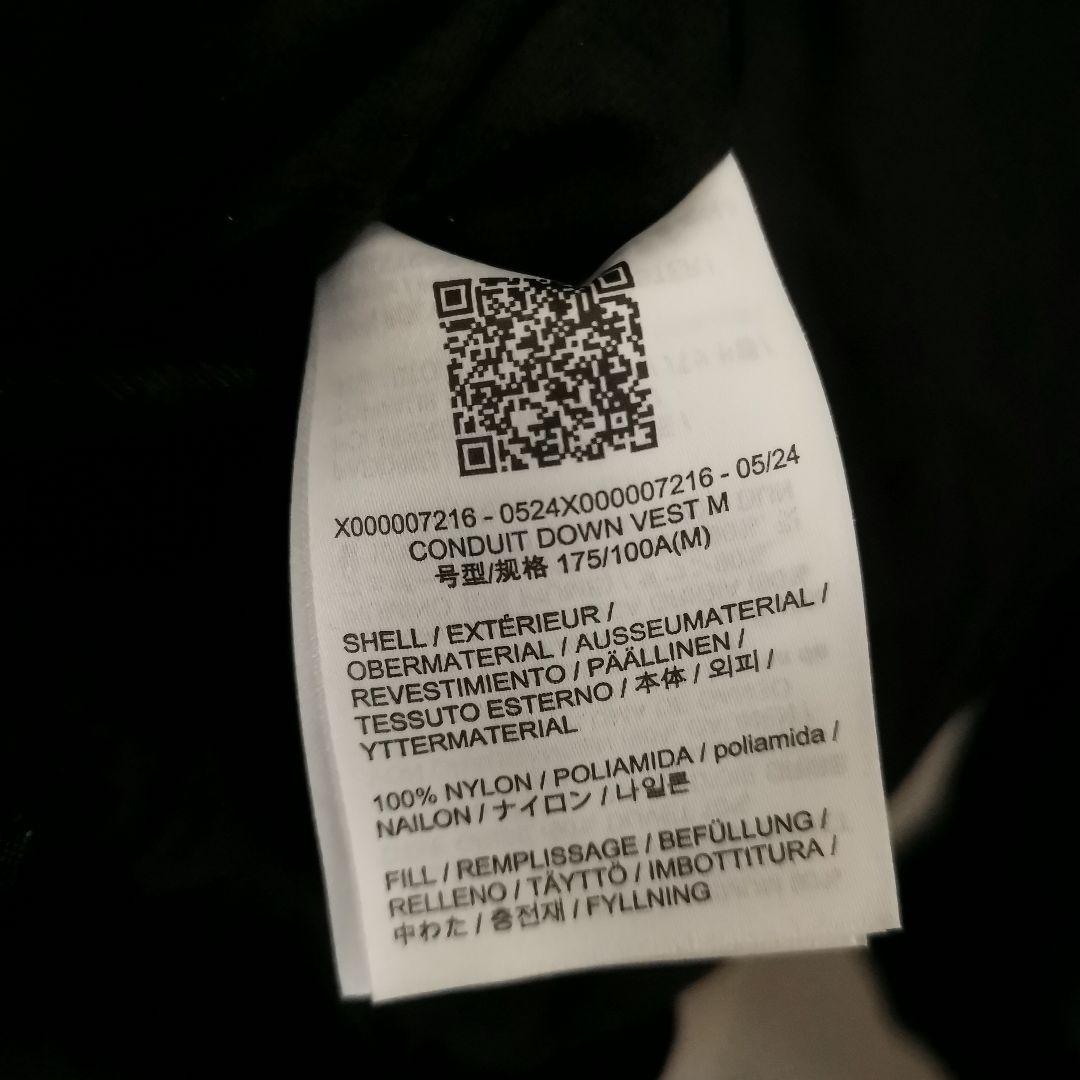 X000007216 - 0524X000007216 - 05/24
CONDUIT DOWN VEST M
号型/规格 175/100A(M)
SHELL / EXTÉRIEUR /
OBERMATERIAL / AUSSEUMATERIAL /
REVESTIMIENTO / PÄÄLLINEN /
TESSUTO ESTERNO / 本体 / 외피 /
YTTERMATERIAL
100% NYLON / POLIAMIDA / poliamida /
NAILON / ナイロン / 나일론
FILL / REMPLISSAGE / BEFÜLLUNG /
RELLENO / TÄYTTÖ / IMBOTTITURA /
中わた / 충전재 / FYLLNING